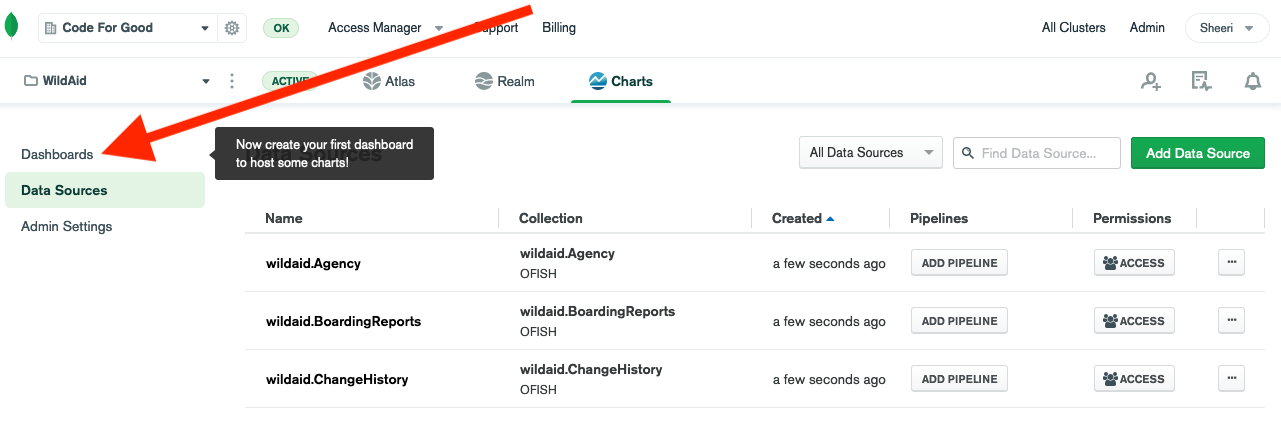 Code For Good OK Access Manager Support Billing All Clusters Admin Sheeri
WildAid ACTIVE Atlas Realm Charts
Dashboards
Data Sources
Admin Settings
Now create your first dashboard
to host some charts!
Data Sources
All Data Sources Find Data Source... Add Data Source
Name Collection Created Pipelines Permissions
wildaid.Agency wildaid.Agency a few seconds ago ADD PIPELINE ACCESS ...
OFISH
wildaid.BoardingReports wildaid.BoardingReports a few seconds ago ADD PIPELINE ACCESS ...
OFISH
wildaid.ChangeHistory wildaid.ChangeHistory a few seconds ago ADD PIPELINE ACCESS ...
OFISH